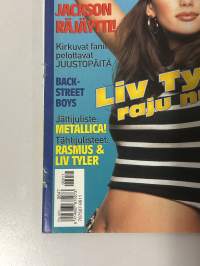 JACKSON
RÄJÄYTTI!
Kirkuvat fanit
pelottavat
JUUSTOPÄITÄ
BACK-
STREET
BOYS
LIV TY
raju n
Jättijuliste:
METALLICA!
Tähtijulisteet:
RASMUS &
LIV TYLER